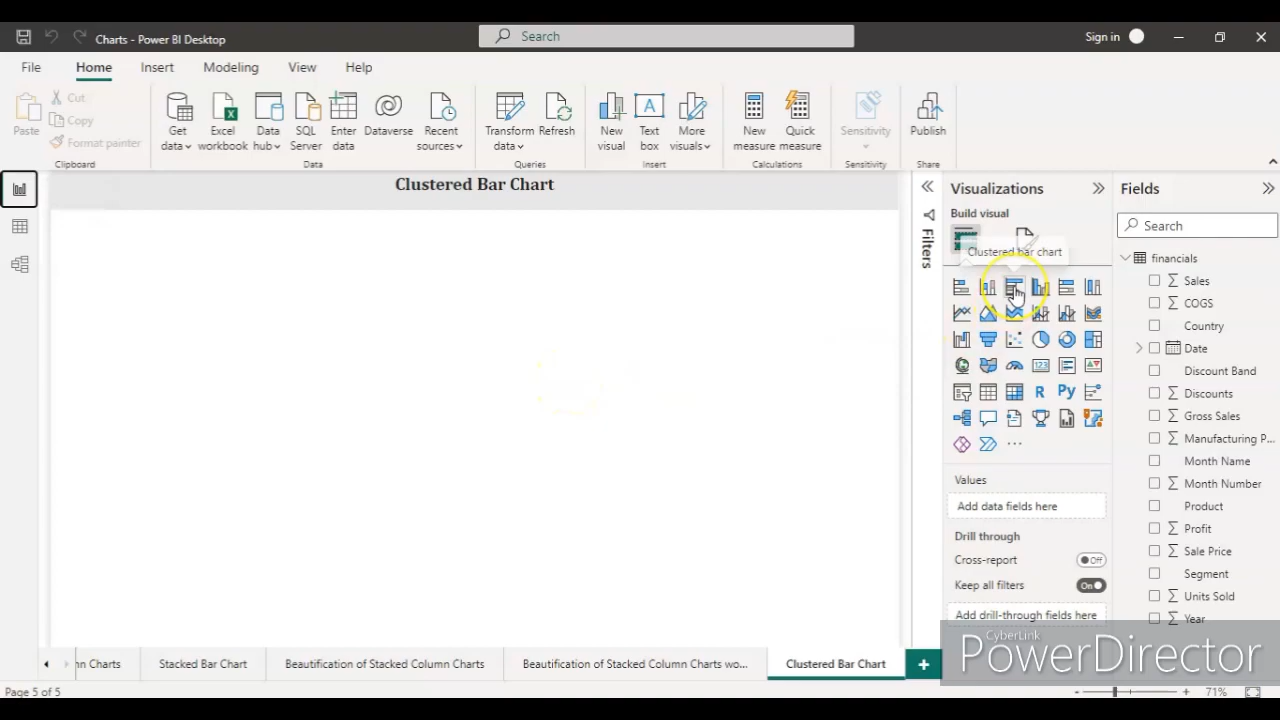 Charts - Power BI Desktop
Search
Sign in
File
Home
Insert
Modeling
View
Help
Paste
Cut
Copy
Format painter
Clipboard
Get data
Excel workbook
Data hub
SQL Server
Enter data
Dataverse
Recent sources
Data
Transform data
Refresh
Queries
New visual
Text box
More visuals
Insert
New measure
Quick measure
Calculations
Sensitivity
Sensitivity
Publish
Share
Clustered Bar Chart
Filters
Visualizations
Build visual
Clustered bar chart
R
Py
123
Values
Add data fields here
Drill through
Cross-report
Off
Keep all filters
On
Add drill-through fields here
Fields
Search
financials
Sales
COGS
Country
Date
Discount Band
Discounts
Gross Sales
Manufacturing P...
Month Name
Month Number
Product
Profit
Sale Price
Segment
Units Sold
Year
nn Charts
Stacked Bar Chart
Beautification of Stacked Column Charts
Beautification of Stacked Column Charts wo...
Clustered Bar Chart
Page 5 of 5
71%
CyberLink
PowerDirector